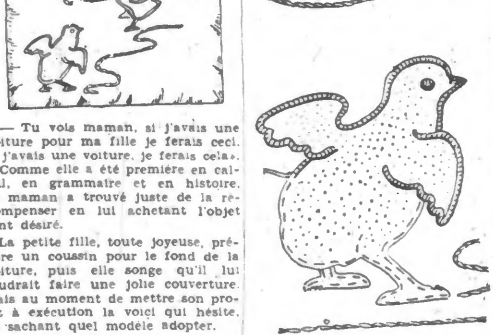 — Tu vois maman, si j'avais une
iture pour ma fille je ferais ceci.
j'avais une voiture. je ferais cela».
Comme elle a été première en cal-
l, en grammaire et en histoire.
maman a trouvé juste de la ré-
mpenser en lui achetant l'objet
nt désiré.
La petite fille, toute joyeuse, pré-
re un coussin pour le fond de la
iture, puis elle songe qu'il lui
udrait faire une jolie couverture.
ais au moment de mettre son pro-
t à exécution la voici qui hésite.
sachant quel modèle adopter.